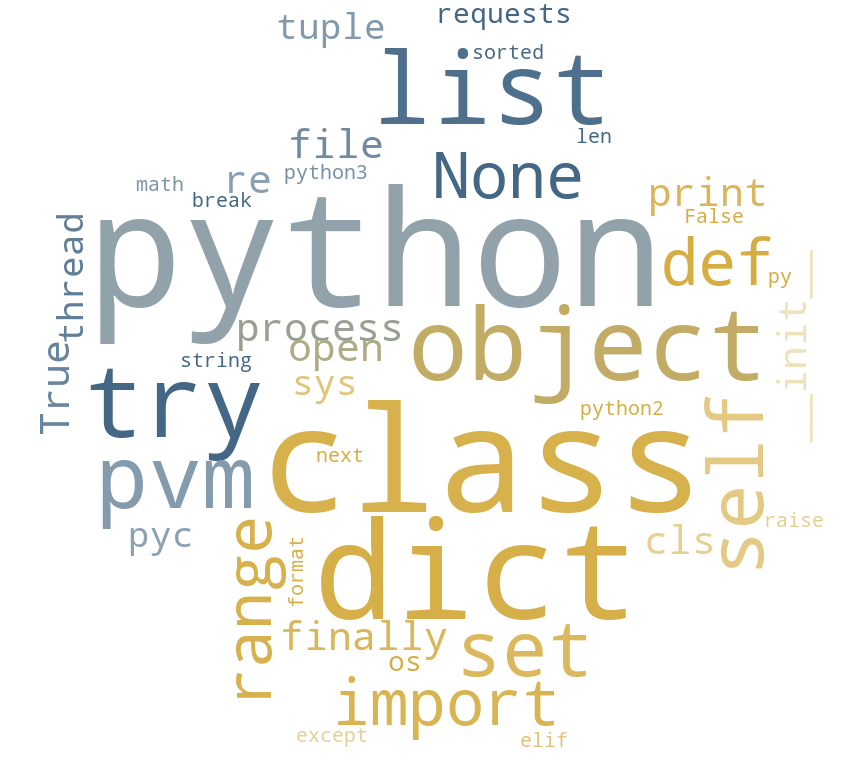 requests
tuple
sorted
list
len
file
None
python3
re
math
break
print
False
python
thread
def
py
object
__init__
process
open
True
string
try
sys
python2
class
self
next
pvm
raise
pyc
cls
dict
range
format
finally
set
os
import
except
elif